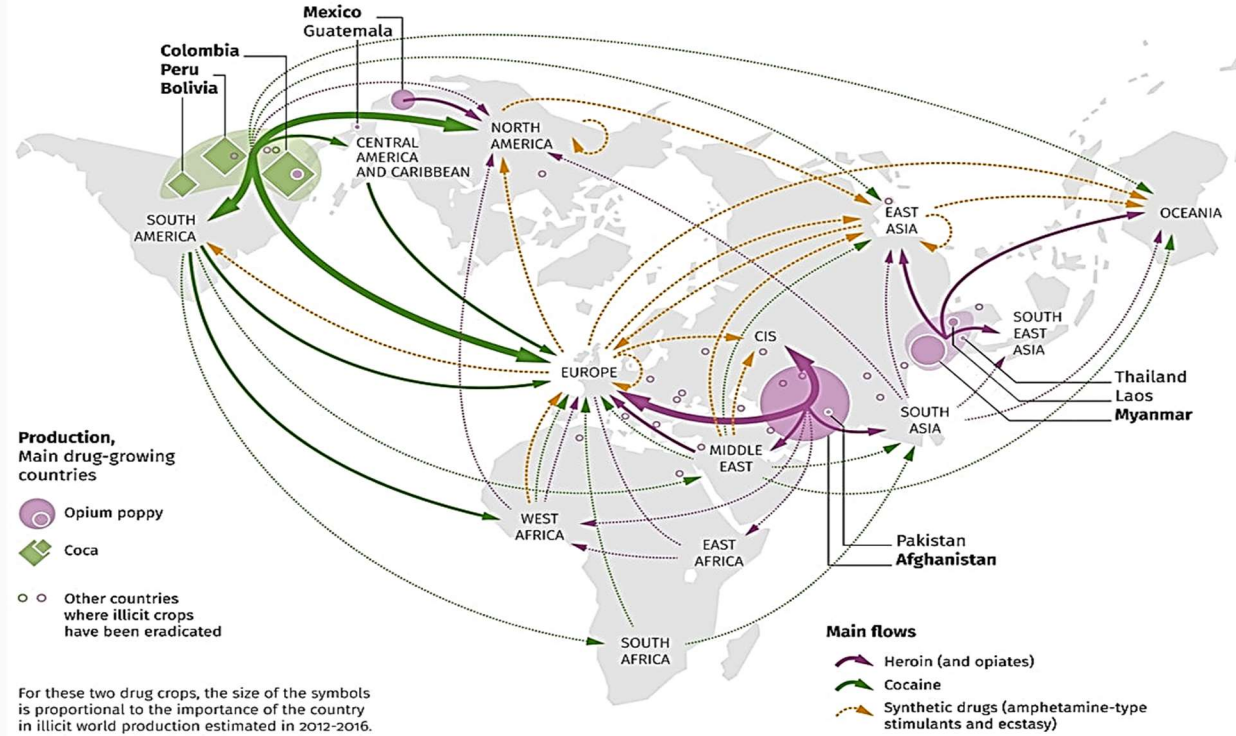 Mexico
Guatemala
Colombia
Peru
Bolivia
NORTH
AMERICA
CENTRAL
AMERICA
AND CARIBBEAN
SOUTH
AMERICA
EAST
ASIA
OCEANIA
CIS
SOUTH
EAST
ASIA
EUROPE
Thailand
Laos
Myanmar
SOUTH
ASIA
MIDDLE
EAST
WEST
AFRICA
EAST
AFRICA
Pakistan
Afghanistan
SOUTH
AFRICA
Production,
Main drug-growing
countries
Opium poppy
Coca
Other countries
where illicit crops
have been eradicated
For these two drug crops, the size of the symbols
is proportional to the importance of the country
in illicit world production estimated in 2012-2016.
Main flows
Heroin (and opiates)
Cocaine
Synthetic drugs (amphetamine-type
stimulants and ecstasy)